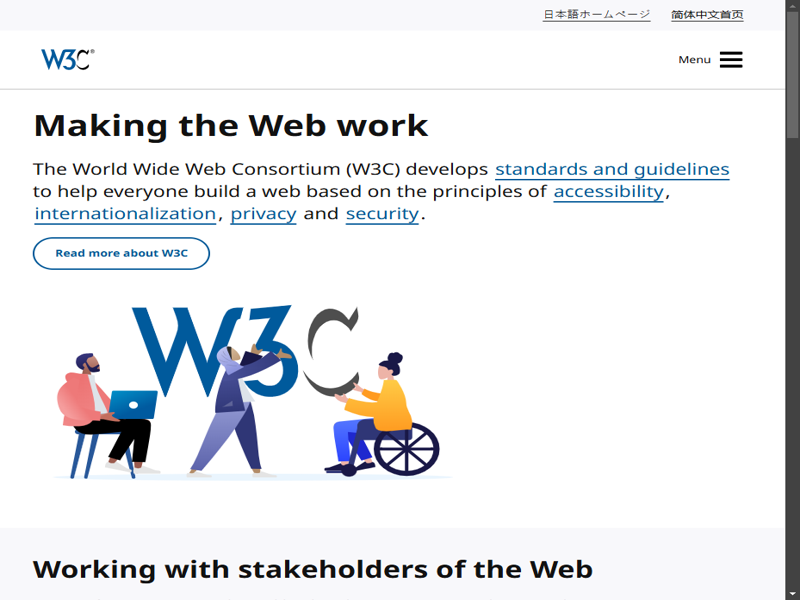 日本語ホームページ 简体中文首页
W3C®
Menu
Making the Web work
The World Wide Web Consortium (W3C) develops standards and guidelines
to help everyone build a web based on the principles of accessibility,
internationalization, privacy and security.
Read more about W3C
W3C
Working with stakeholders of the Web